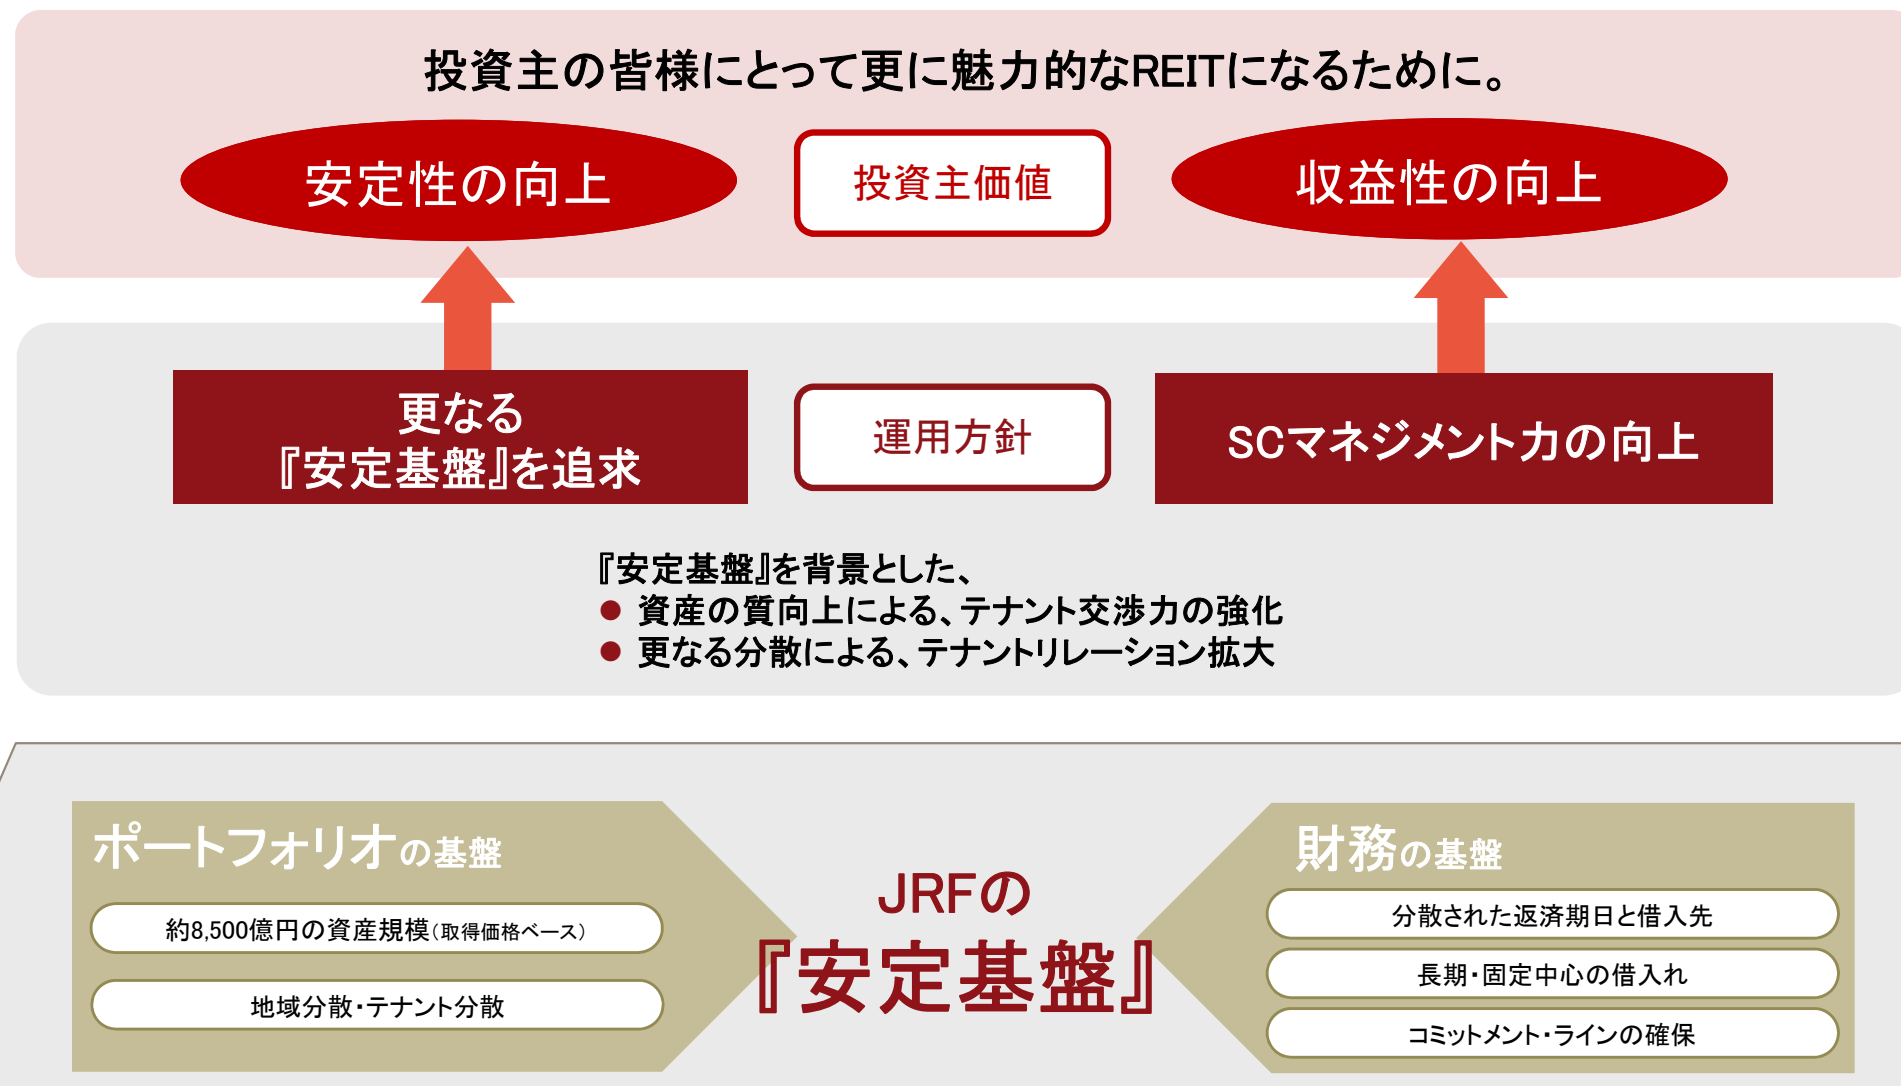 投資主の皆様にとって更に魅力的なREITになるために。
安定性の向上
投資主価値
収益性の向上
更なる
『安定基盤』を追求
運用方針
SCマネジメント力の向上
『安定基盤』を背景とした、
● 資産の質向上による、テナント交渉力の強化
● 更なる分散による、テナントリレーション拡大
ポートフォリオの基盤
約8,500億円の資産規模（取得価格ベース）
地域分散・テナント分散
JRFの
『安定基盤』
財務の基盤
分散された返済期日と借入先
長期・固定中心の借入れ
コミットメント・ラインの確保